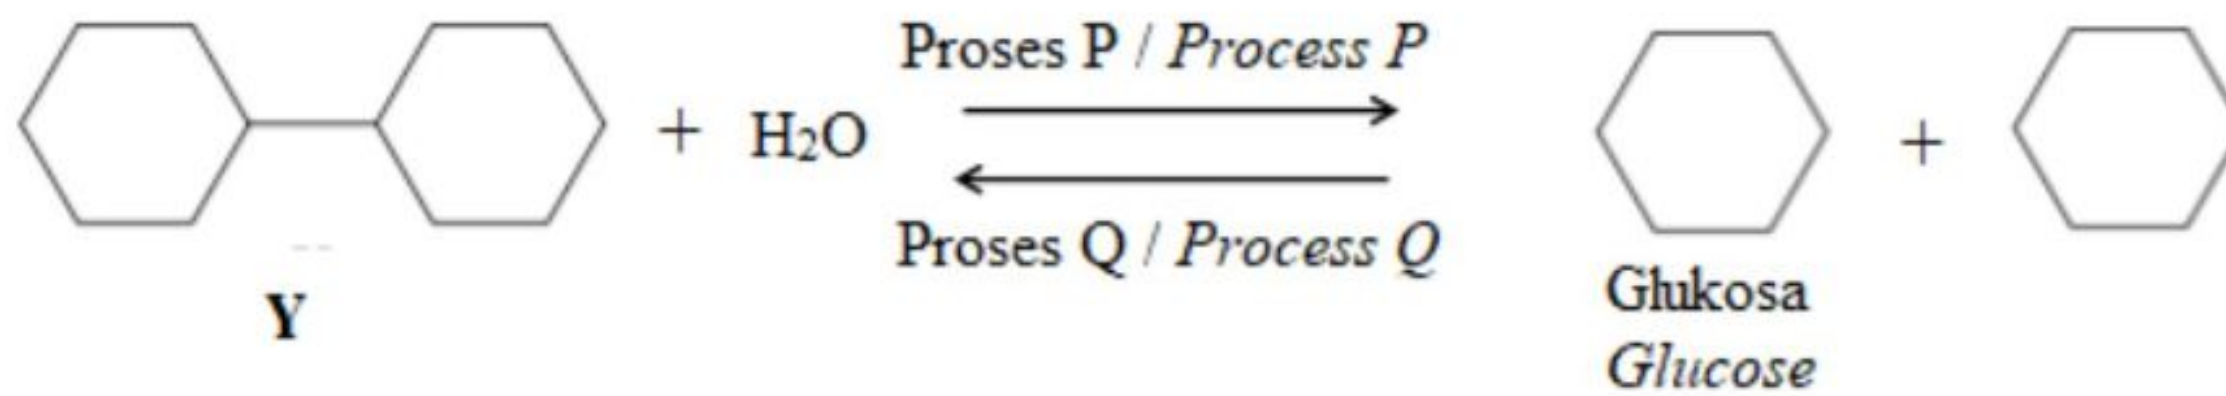 Proses P / Process P
+ H₂O
+
Proses Q / Process Q
Y
Glukosa
Glucose